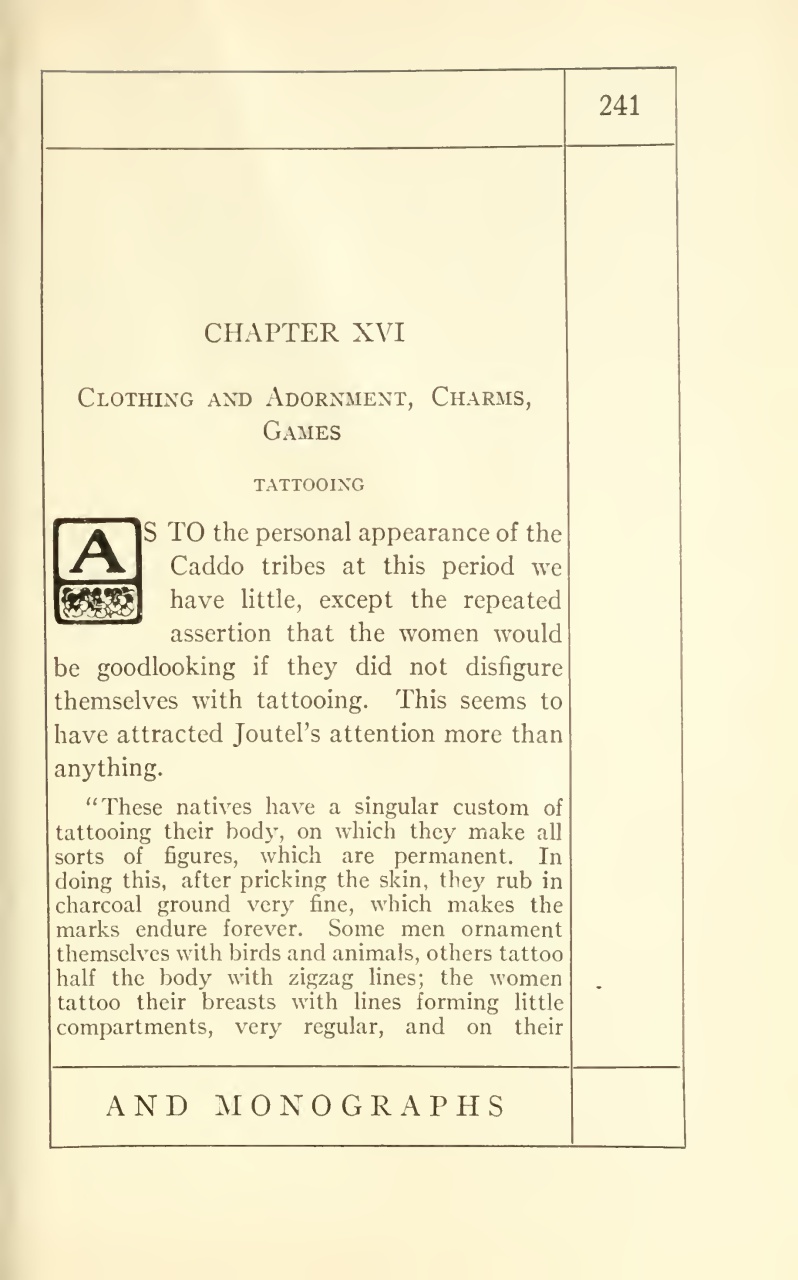 241
CHAPTER XVI
CLOTHING AND ADORNMENT, CHARMS,
GAMES
TATTOOING
AS TO the personal appearance of the
Caddo tribes at this period we
have little, except the repeated
assertion that the women would
be goodlooking if they did not disfigure
themselves with tattooing. This seems to
have attracted Joutel's attention more than
anything.
"These natives have a singular custom of
tattooing their body, on which they make all
sorts of figures, which are permanent. In
doing this, after pricking the skin, they rub in
charcoal ground very fine, which makes the
marks endure forever. Some men ornament
themselves with birds and animals, others tattoo
half the body with zigzag lines; the women
tattoo their breasts with lines forming little
compartments, very regular, and on their
AND MONOGRAPHS